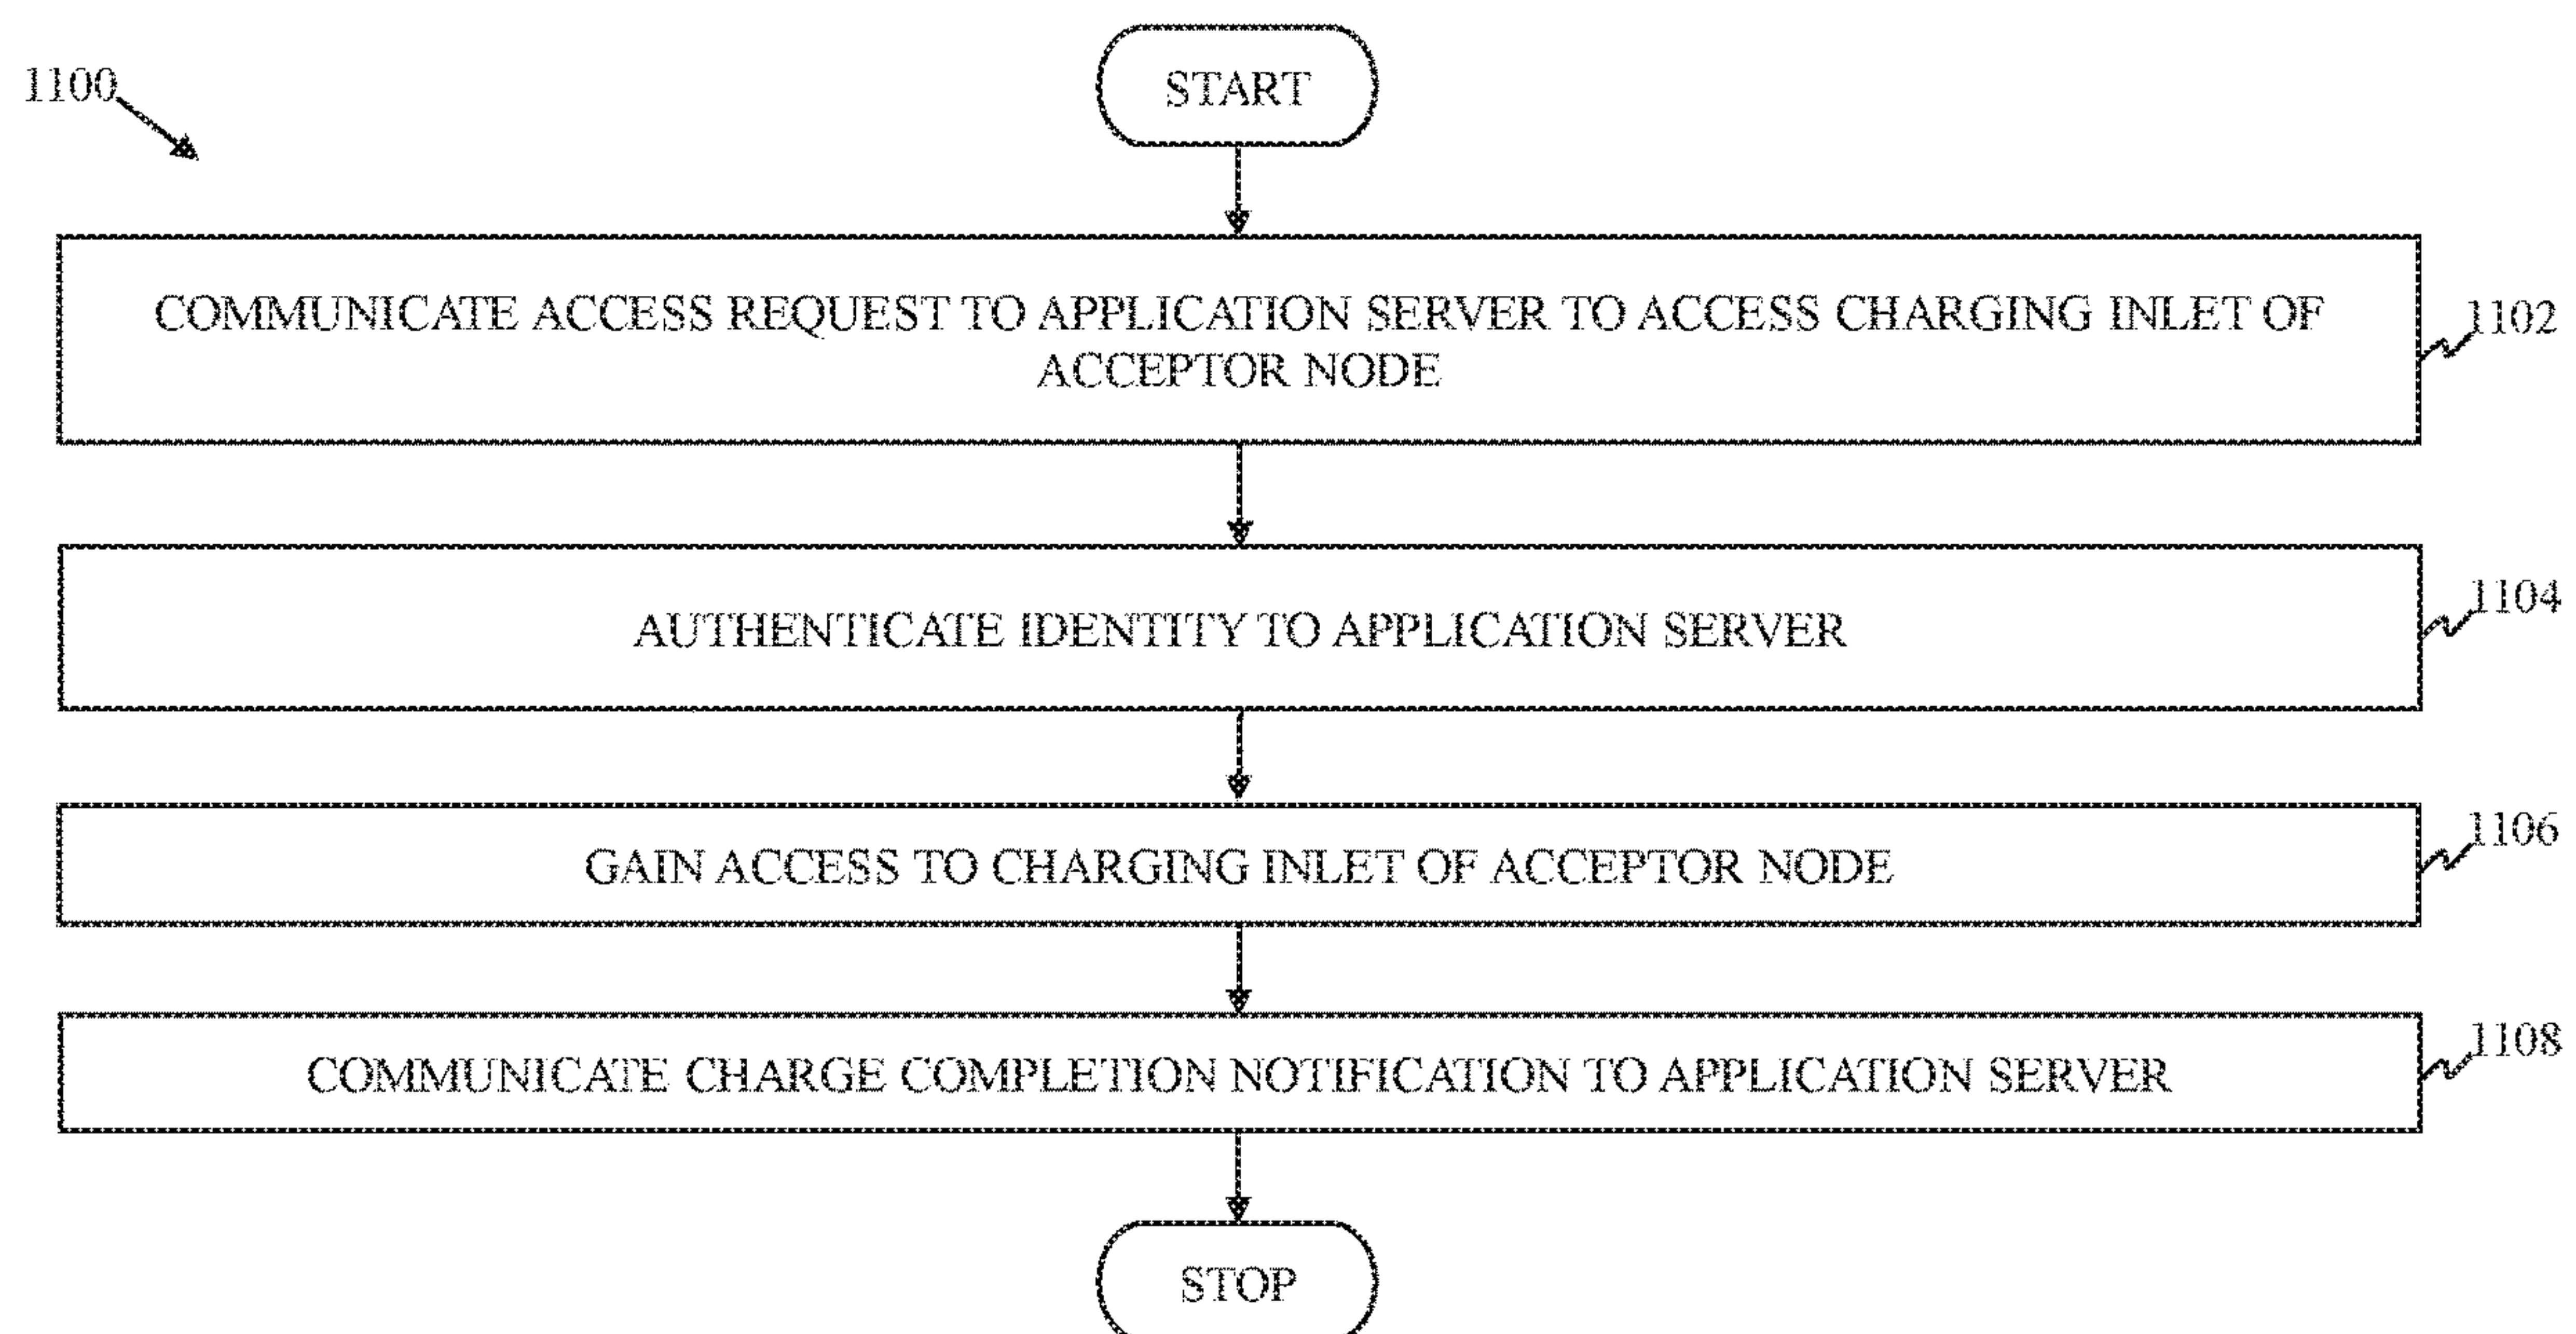 1100
START
COMMUNICATE ACCESS REQUEST TO APPLICATION SERVER TO ACCESS CHARGING INLET OF
ACCEPTOR NODE
1102
AUTHENTICATE IDENTITY TO APPLICATION SERVER
1104
GAIN ACCESS TO CHARGING INLET OF ACCEPTOR NODE
1106
COMMUNICATE CHARGE COMPLETION NOTIFICATION TO APPLICATION SERVER
1108
STOP